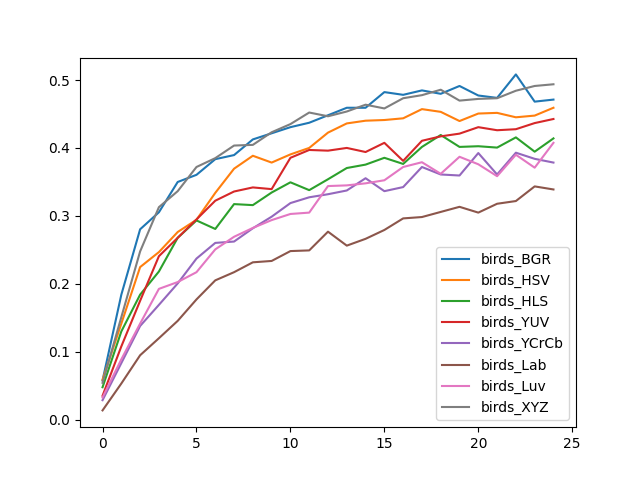 0.5
0.4
0.3
0.2
0.1
0.0
0 5 10 15 20 25
birds_BGR
birds_HSV
birds_HLS
birds_YUV
birds_YCrCb
birds_Lab
birds_Luv
birds_XYZ